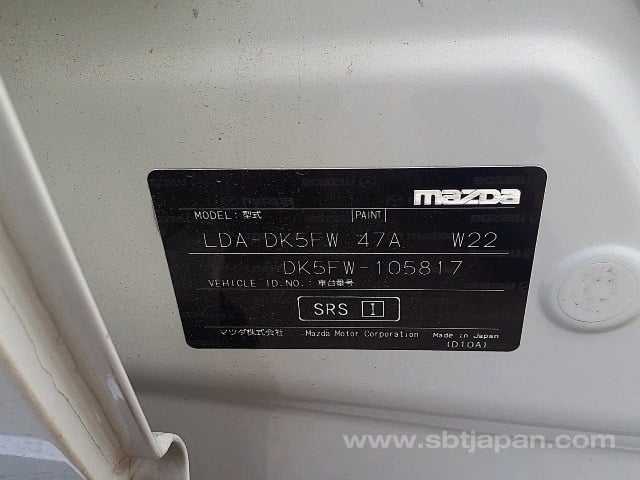 mazda
MODEL: 型式 PAINT
LDA-DK5FW 47A W22
DK5FW-105817
VEHICLE ID.NO.: 車台番号
SRS I
マツダ株式会社 Mazda Motor Corporation Made in Japan
(D10A)
www.sbtjapan.com